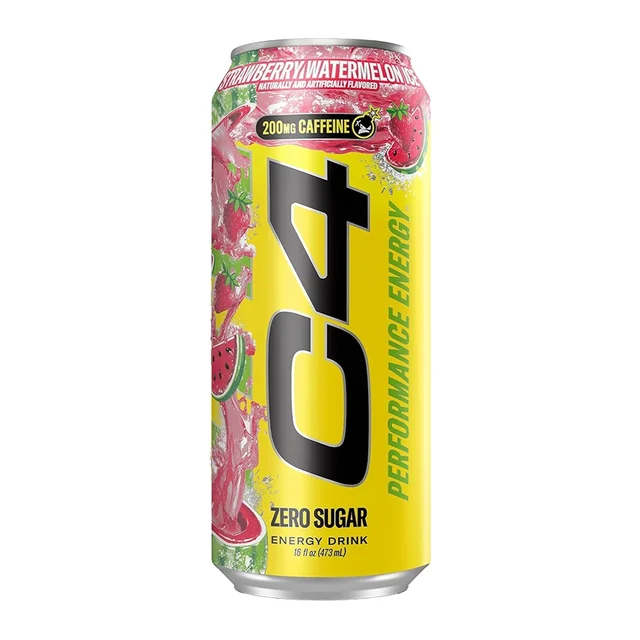 STRAWBERRY WATERMELON ICE
NATURALLY AND ARTIFICIALLY FLAVORED
200MG CAFFEINE
C4
PERFORMANCE ENERGY
ZERO SUGAR
ENERGY DRINK
16 fl oz (473 mL)